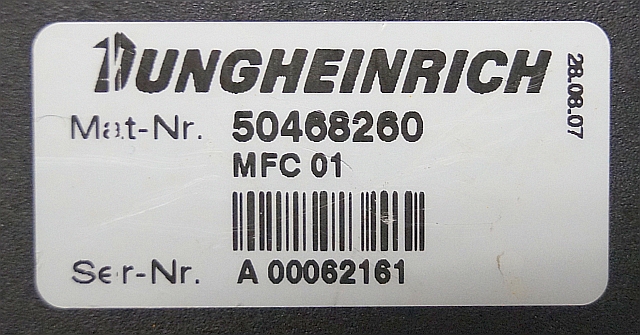 JUNGHEINRICH
Mat-Nr. 50468260
MFC 01
Ser-Nr. A 00062161
28.08.07